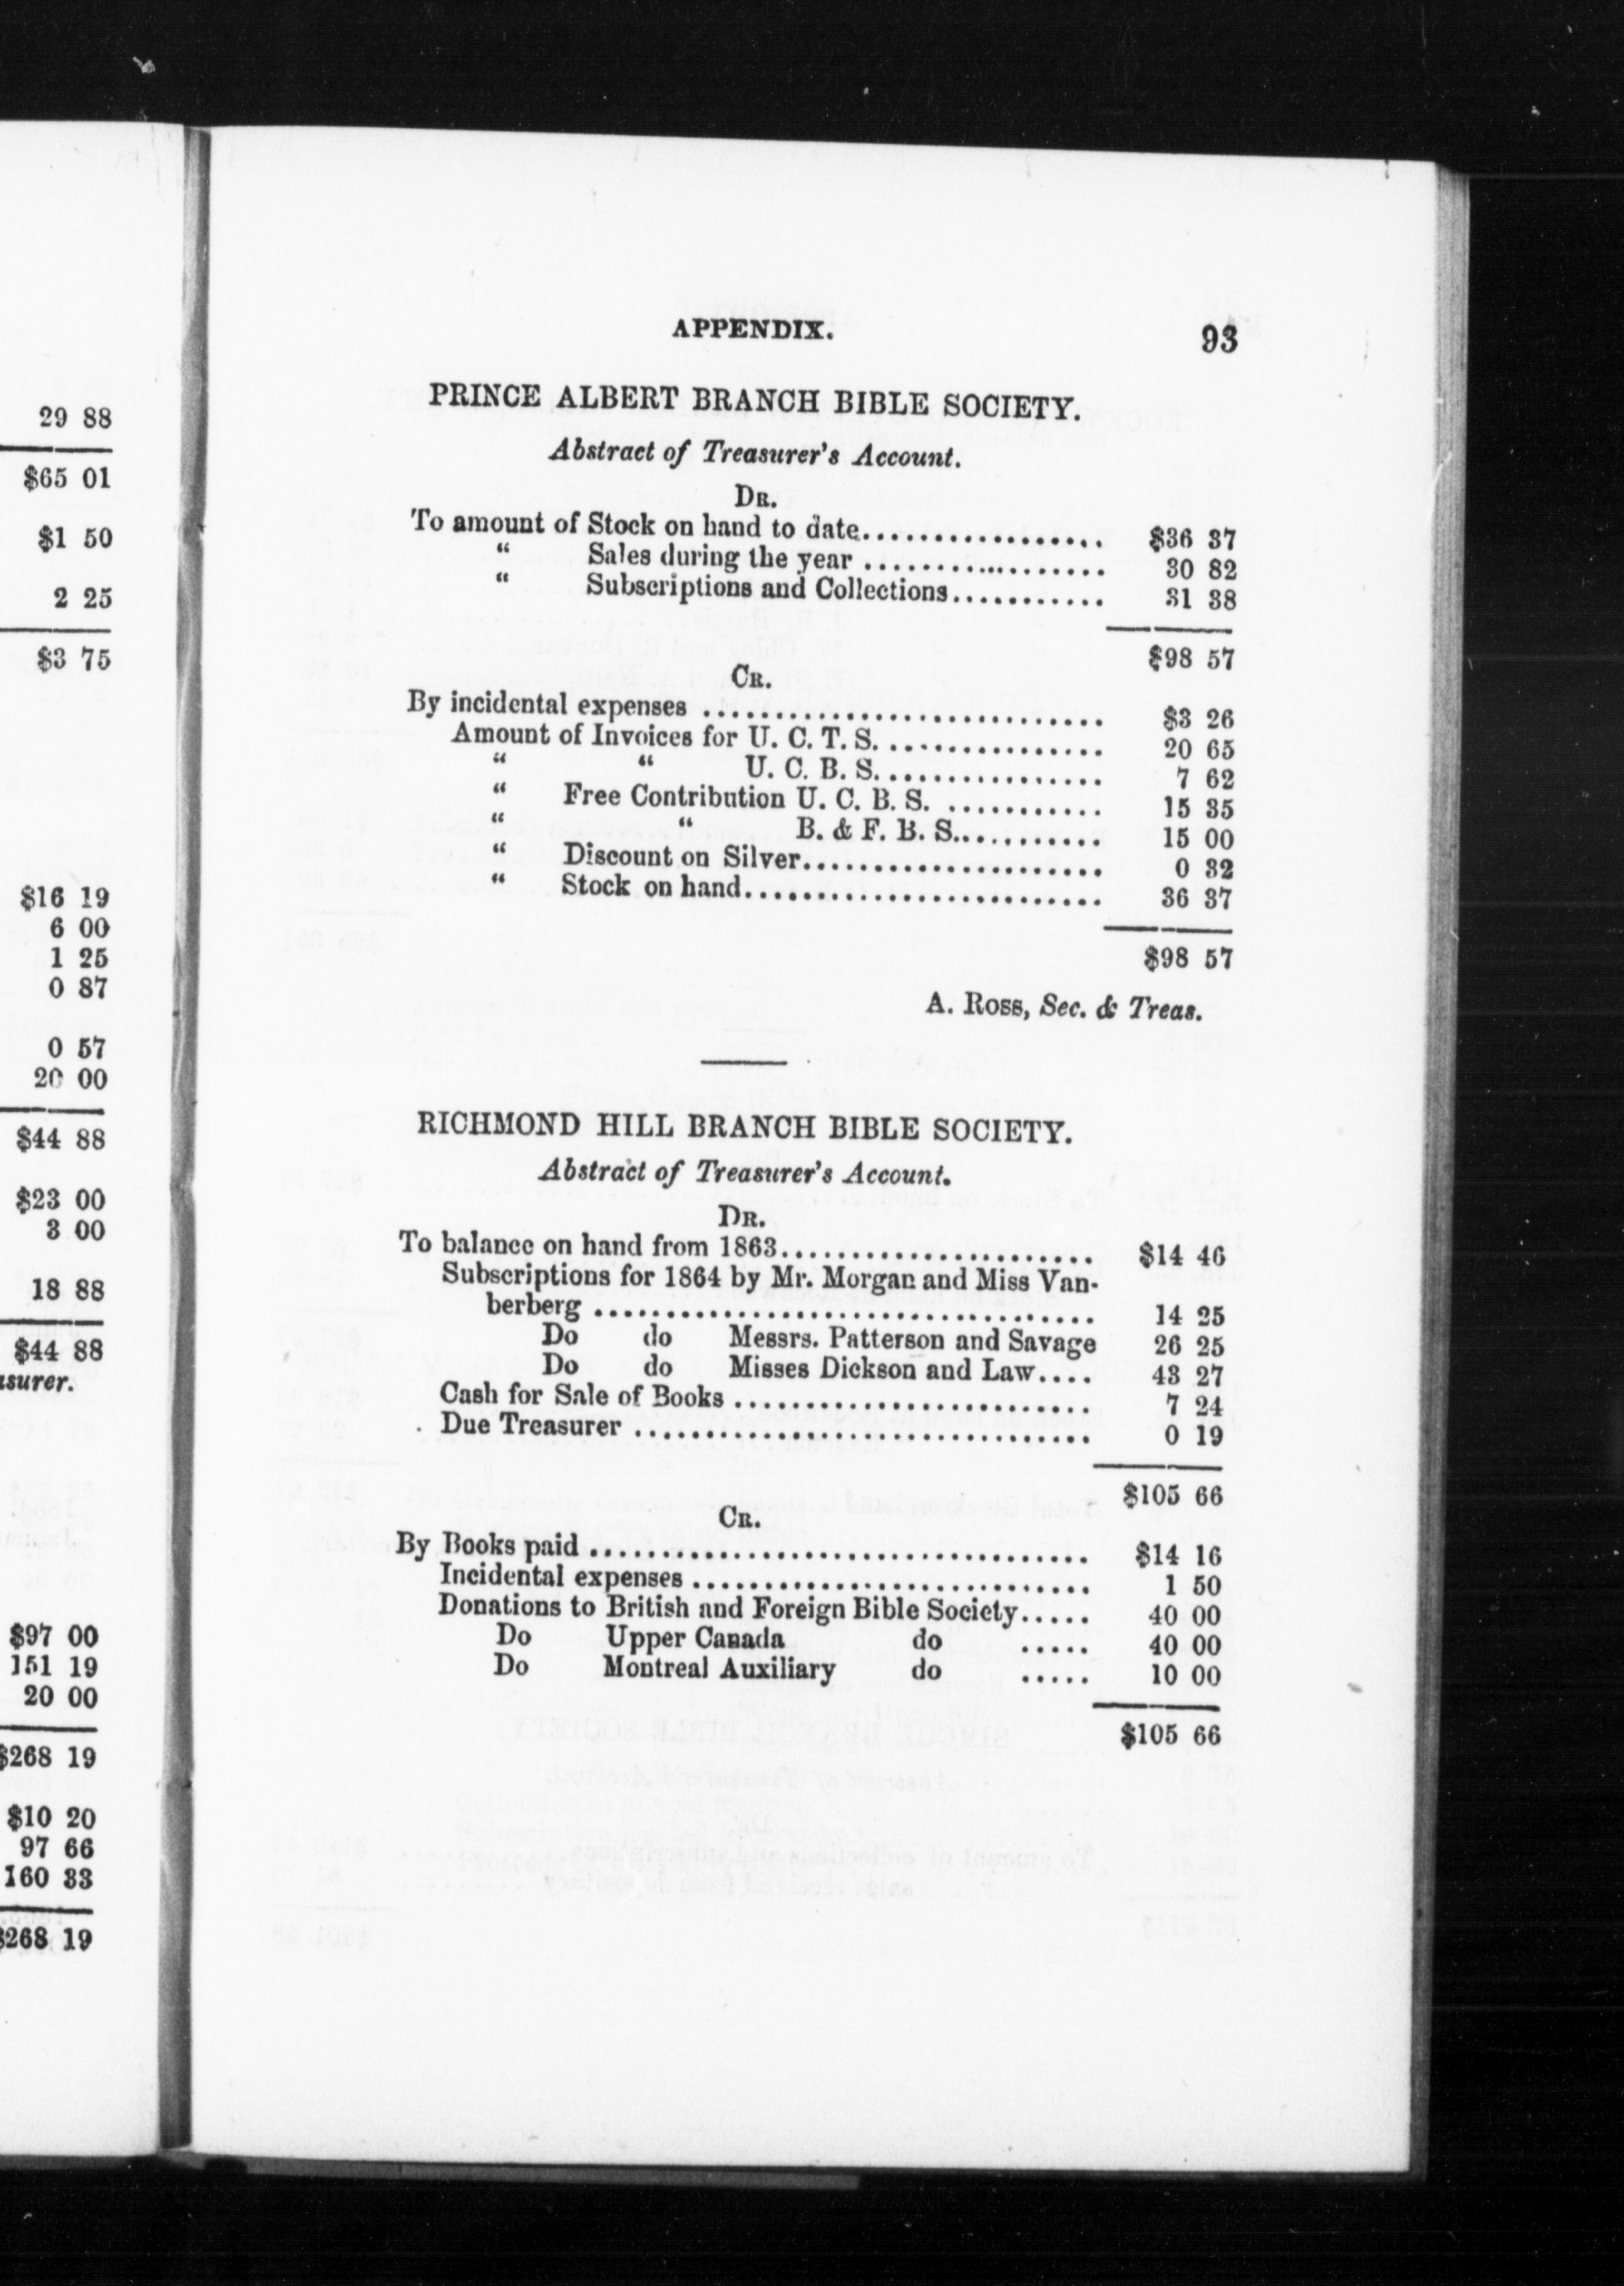 29 88
$65 01
$1 50
2 25
$3 75
$16 19
6 00
1 25
0 87
0 57
20 00
$44 88
$23 00
3 00
18 88
$44 88
$97 00
151 19
20 00
$268 19
$10 20
97 66
160 33
$268 19
APPENDIX. 93
PRINCE ALBERT BRANCH BIBLE SOCIETY.
Abstract of Treasurer's Account.
DR.
To amount of Stock on hand to date................. $36 37
“ Sales during the year ................. 30 82
“ Subscriptions and Collections........... 31 38
$98 57
CR.
By incidental expenses ............................ $3 26
Amount of Invoices for U. C. T. S. ............... 20 65
“ “ U. C. B. S. ............... 7 62
“ Free Contribution U. C. B. S. ........... 15 35
“ “ B. & F. B. S........... 15 00
“ Discount on Silver..................... 0 32
“ Stock on hand......................... 36 37
$98 57
A. Ross, Sec. & Treas.
RICHMOND HILL BRANCH BIBLE SOCIETY.
Abstract of Treasurer's Account.
DR.
To balance on hand from 1863...................... $14 46
Subscriptions for 1864 by Mr. Morgan and Miss Van-
berberg ................................... 14 25
Do do Messrs. Patterson and Savage 26 25
Do do Misses Dickson and Law.... 43 27
Cash for Sale of Books ......................... 7 24
Due Treasurer ................................ 0 19
$105 66
CR.
By Books paid ................................... $14 16
Incidental expenses ............................ 1 50
Donations to British and Foreign Bible Society..... 40 00
Do Upper Canada do ..... 40 00
Do Montreal Auxiliary do ..... 10 00
$105 66